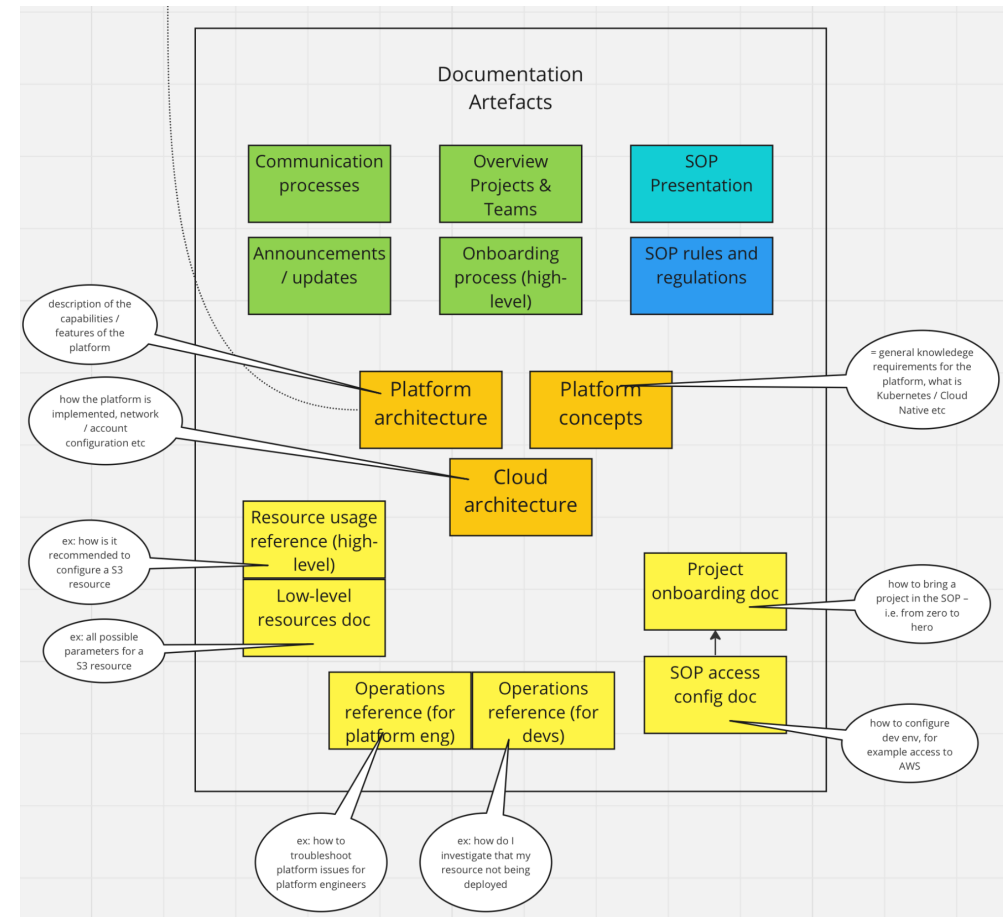 Documentation
Artefacts
Communication
processes
Overview
Projects &
Teams
SOP
Presentation
Announcements
/ updates
Onboarding
process (high-
level)
SOP rules and
regulations
description of the
capabilities /
features of the
platform
Platform
architecture
Platform
concepts
= general knowledege
requirements for the
platform, what is
Kubernetes / Cloud
Native etc
how the platform is
implemented, network
/ account
configuration etc
Cloud
architecture
Resource usage
reference (high-
level)
ex: how is it
recommended to
configure a S3
resource
Low-level
resources doc
ex: all possible
parameters for a
S3 resource
Project
onboarding doc
how to bring a
project in the SOP –
i.e. from zero to
hero
SOP access
config doc
how to configure
dev env, for
example access to
AWS
Operations
reference (for
platform eng)
Operations
reference (for
devs)
ex: how to
troubleshoot
platform issues for
platform engineers
ex: how do I
investigate that my
resource not being
deployed